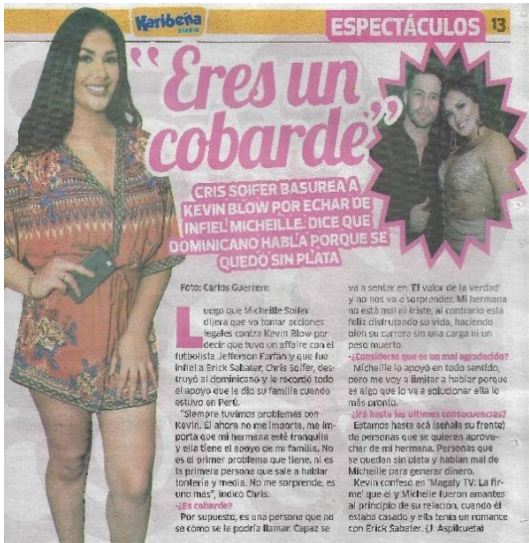 Karibeña
DIARIO
ESPECTÁCULOS 13
"Eres un
cobarde"
CRIS SOIFER BASUREA A
KEVIN BLOW POR ECHAR DE
INFIEL MICHEILLE. DICE QUE
DOMINICANO HABLA PORQUE SE
QUEDÓ SIN PLATA
Foto: Carlos Guerrero
Luego que Micheille Soifer
dijera que va tomar acciones
legales contra Kevin Blow por
decir que tuvo un affaire con el
futbolista Jefferson Farfán y que fue
infiel a Erick Sabater, Chris Soifer, des-
truyó al dominicano y le recordó todo
el apoyo que le dio su familia cuando
estuvo en Perú.
"Siempre tuvimos problemas con
Kevin. Él ahora no me importa, me im-
porta que mi hermana esté tranquila
y ella tiene el apoyo de mi familia. No
es el primer problema que tiene, ni es
la primera persona que sale a hablar
tontería y media. No me sorprende, es
uno más", indicó Chris.
-¿Es cobarde?
Por supuesto, es una persona que no
se cómo se le podría llamar. Capaz se
va a sentar en 'El valor de la verdad'
y no nos va a sorprender. Mi hermana
no está mal ni triste, al contrario está
feliz disfrutando su vida, haciendo
bien su carrera sin una carga ni un
peso muerto.
-¿Consideras que es un mal agradecido?
Micheille lo apoyó en todo sentido,
pero me voy a limitar a hablar porque
es algo que lo va a solucionar ella lo
más pronto.
-¿Irá hasta las últimas consecuencias?
Estamos hasta acá (señala su frente)
de personas que se quieren aprove-
char de mi hermana. Personas que
se quedan sin plata y hablan mal de
Micheille para generar dinero.
Kevin confesó en 'Magaly TV: La fir-
me' que él y Michelle fueron amantes
al principio de su relación, cuando él
estaba casado y ella tenía un romance
con Erick Sabater. (J. Aspilcueta)